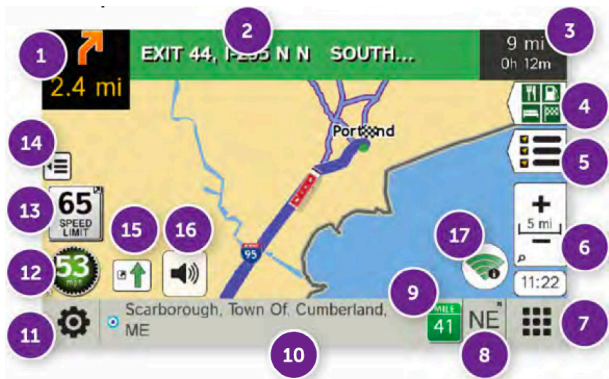 1
2
3
4
5
6
7
8
9
10
11
12
13
14
15
16
17
2.4 mi
EXIT 44, I-295 N N SOUTH...
9 mi
0h 12m
Portland
65
SPEED
LIMIT
53
mph
95
+
5 mi
−
11:22
Scarborough, Town Of, Cumberland,
ME
MILE
41
NE